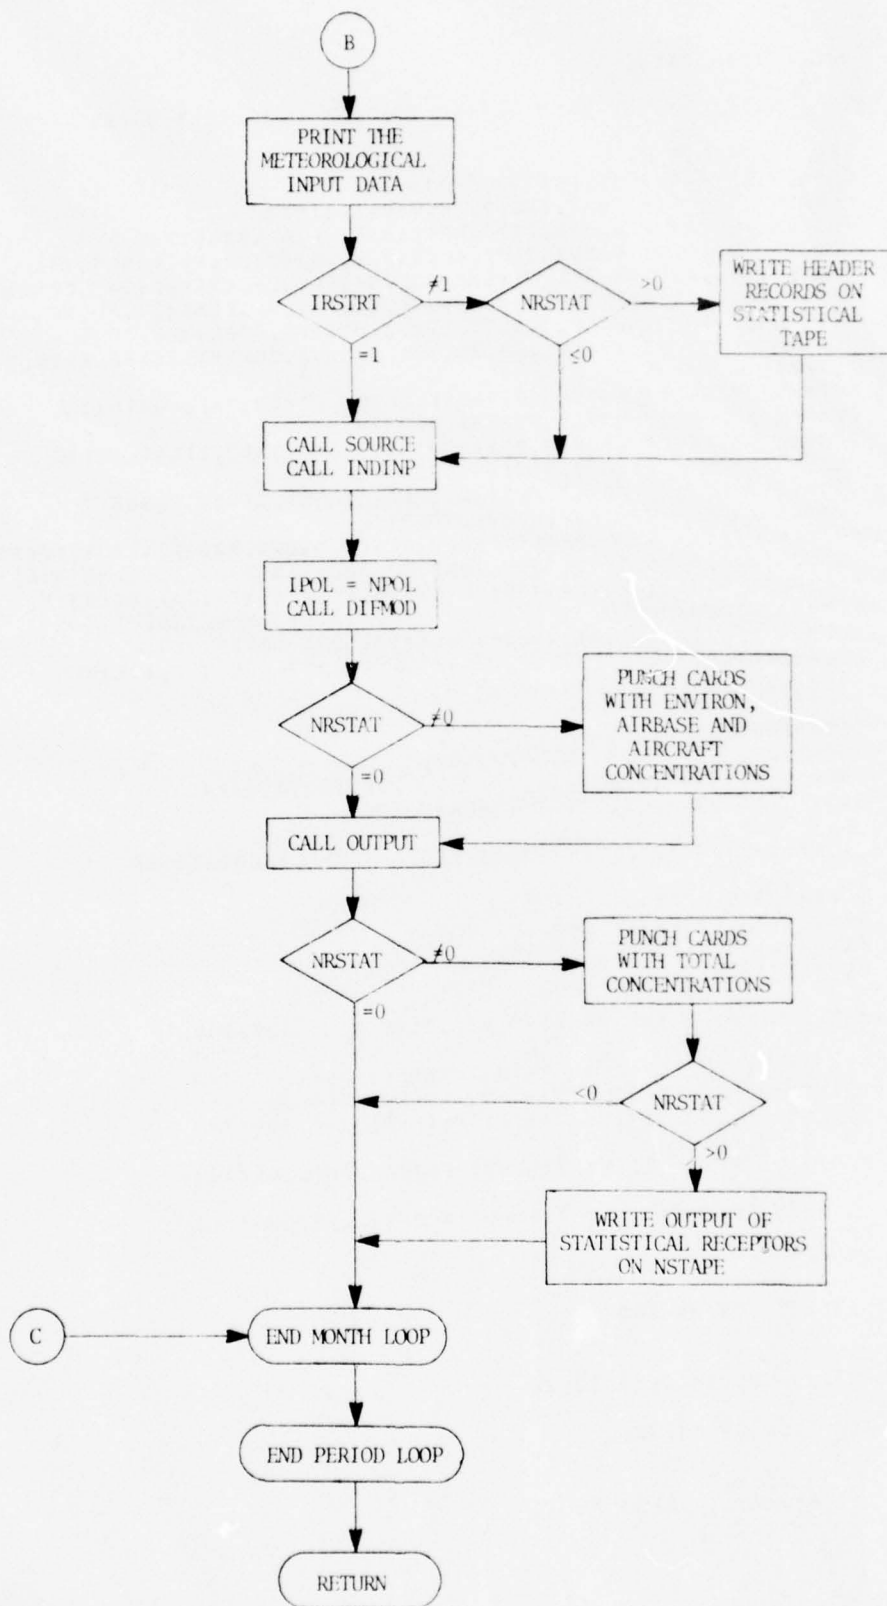 B
PRINT THE
METEOROLOGICAL
INPUT DATA
IRSTRT
≠1
=1
NRSTAT
>0
≤0
WRITE HEADER
RECORDS ON
STATISTICAL
TAPE
CALL SOURCE
CALL INDINP
IPOL = NPOL
CALL DIFMOD
NRSTAT
≠0
=0
PUNCH CARDS
WITH ENVIRON,
AIRBASE AND
AIRCRAFT
CONCENTRATIONS
CALL OUTPUT
NRSTAT
≠0
=0
PUNCH CARDS
WITH TOTAL
CONCENTRATIONS
NRSTAT
<0
>0
WRITE OUTPUT OF
STATISTICAL RECEPTORS
ON NSTAPE
C
END MONTH LOOP
END PERIOD LOOP
RETURN